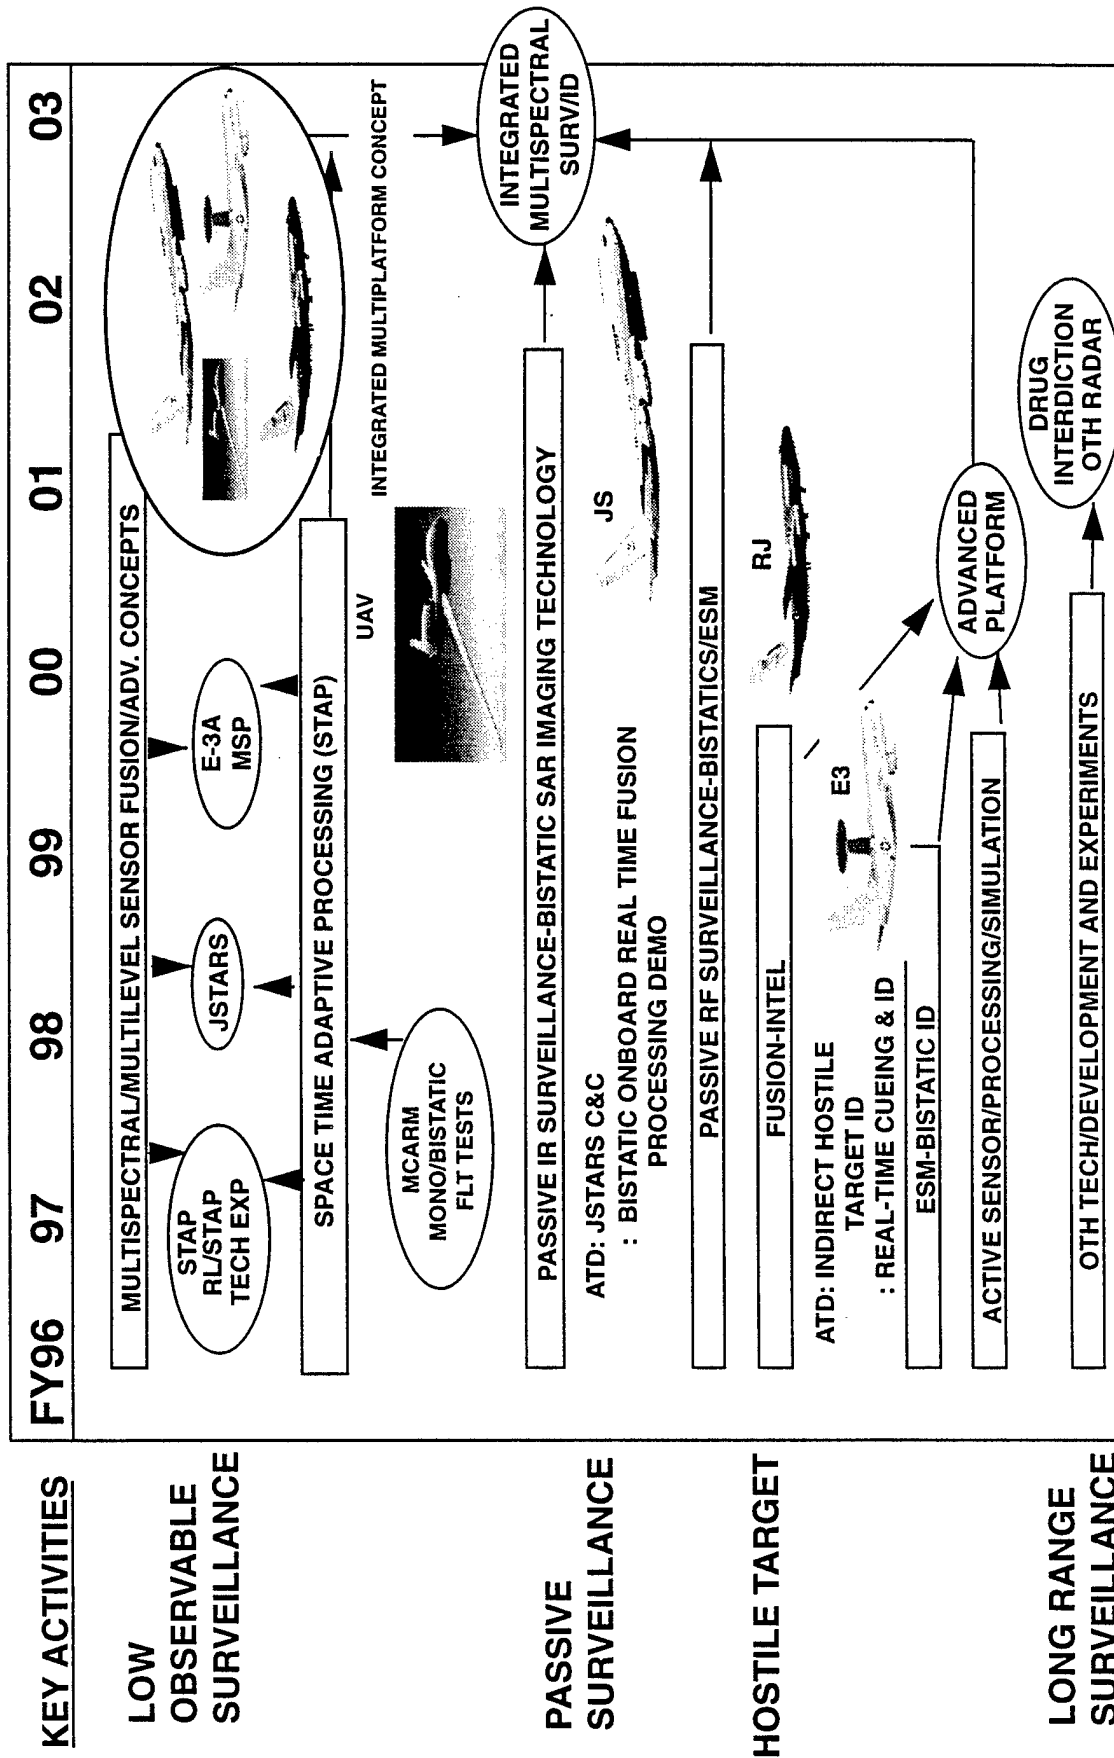 KEY ACTIVITIES
FY96 97 98 99 00 01 02 03
LOW
OBSERVABLE
SURVEILLANCE
MULTISPECTRAL/MULTILEVEL SENSOR FUSION/ADV. CONCEPTS
STAP
RL/STAP
TECH EXP
JSTARS
E-3A
MSP
SPACE TIME ADAPTIVE PROCESSING (STAP)
UAV
INTEGRATED MULTIPLATFORM CONCEPT
MCARM
MONO/BISTATIC
FLT TESTS
INTEGRATED
MULTISPECTRAL
SURV/ID
PASSIVE
SURVEILLANCE
PASSIVE IR SURVEILLANCE-BISTATIC SAR IMAGING TECHNOLOGY
ATD: JSTARS C&C
: BISTATIC ONBOARD REAL TIME FUSION
PROCESSING DEMO
JS
PASSIVE RF SURVEILLANCE-BISTATICS/ESM
HOSTILE TARGET
FUSION-INTEL
RJ
ATD: INDIRECT HOSTILE
TARGET ID
: REAL-TIME CUEING & ID
E3
ESM-BISTATIC ID
ACTIVE SENSOR/PROCESSING/SIMULATION
ADVANCED
PLATFORM
LONG RANGE
SURVEILLANCE
OTH TECH/DEVELOPMENT AND EXPERIMENTS
DRUG
INTERDICTION
OTH RADAR